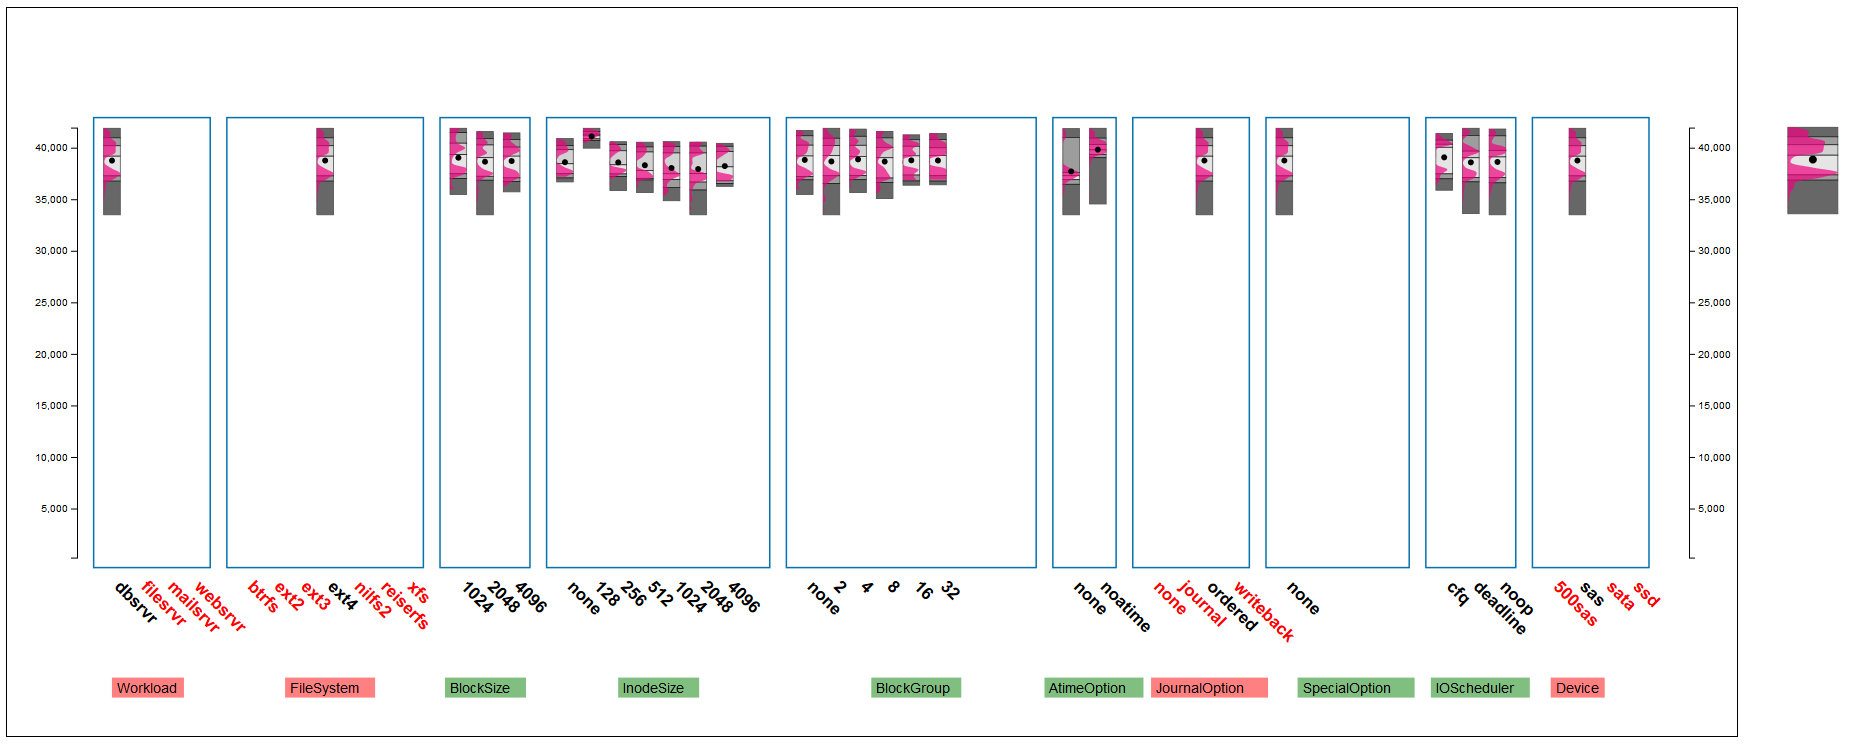 40,000
35,000
30,000
25,000
20,000
15,000
10,000
5,000
40,000
35,000
30,000
25,000
20,000
15,000
10,000
5,000
dbsrvr
filesrvr
mailsrvr
websrvr
btrfs
ext2
ext3
ext4
nilfs2
reiserfs
xfs
1024
2048
4096
none
128
256
512
1024
2048
4096
none
2
4
8
16
32
none
noatime
none
journal
ordered
writeback
none
cfq
deadline
noop
500sas
sas
sata
ssd
Workload
FileSystem
BlockSize
InodeSize
BlockGroup
AtimeOption
JournalOption
SpecialOption
IOScheduler
Device